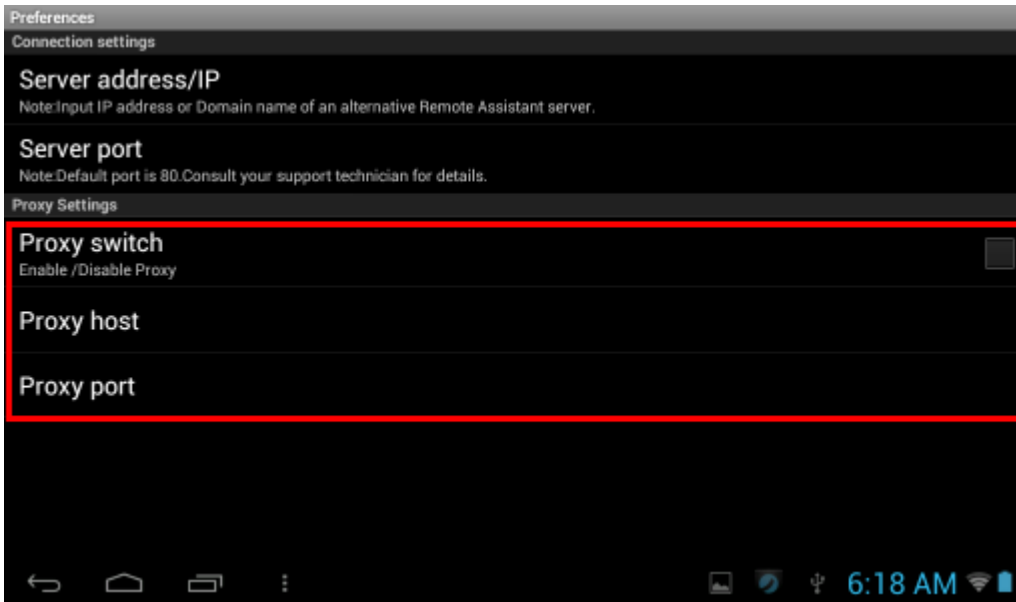 Preferences
Connection settings
Server address/IP
Note:Input IP address or Domain name of an alternative Remote Assistant server.
Server port
Note:Default port is 80.Consult your support technician for details.
Proxy Settings
Proxy switch
Enable /Disable Proxy
Proxy host
Proxy port
6:18 AM